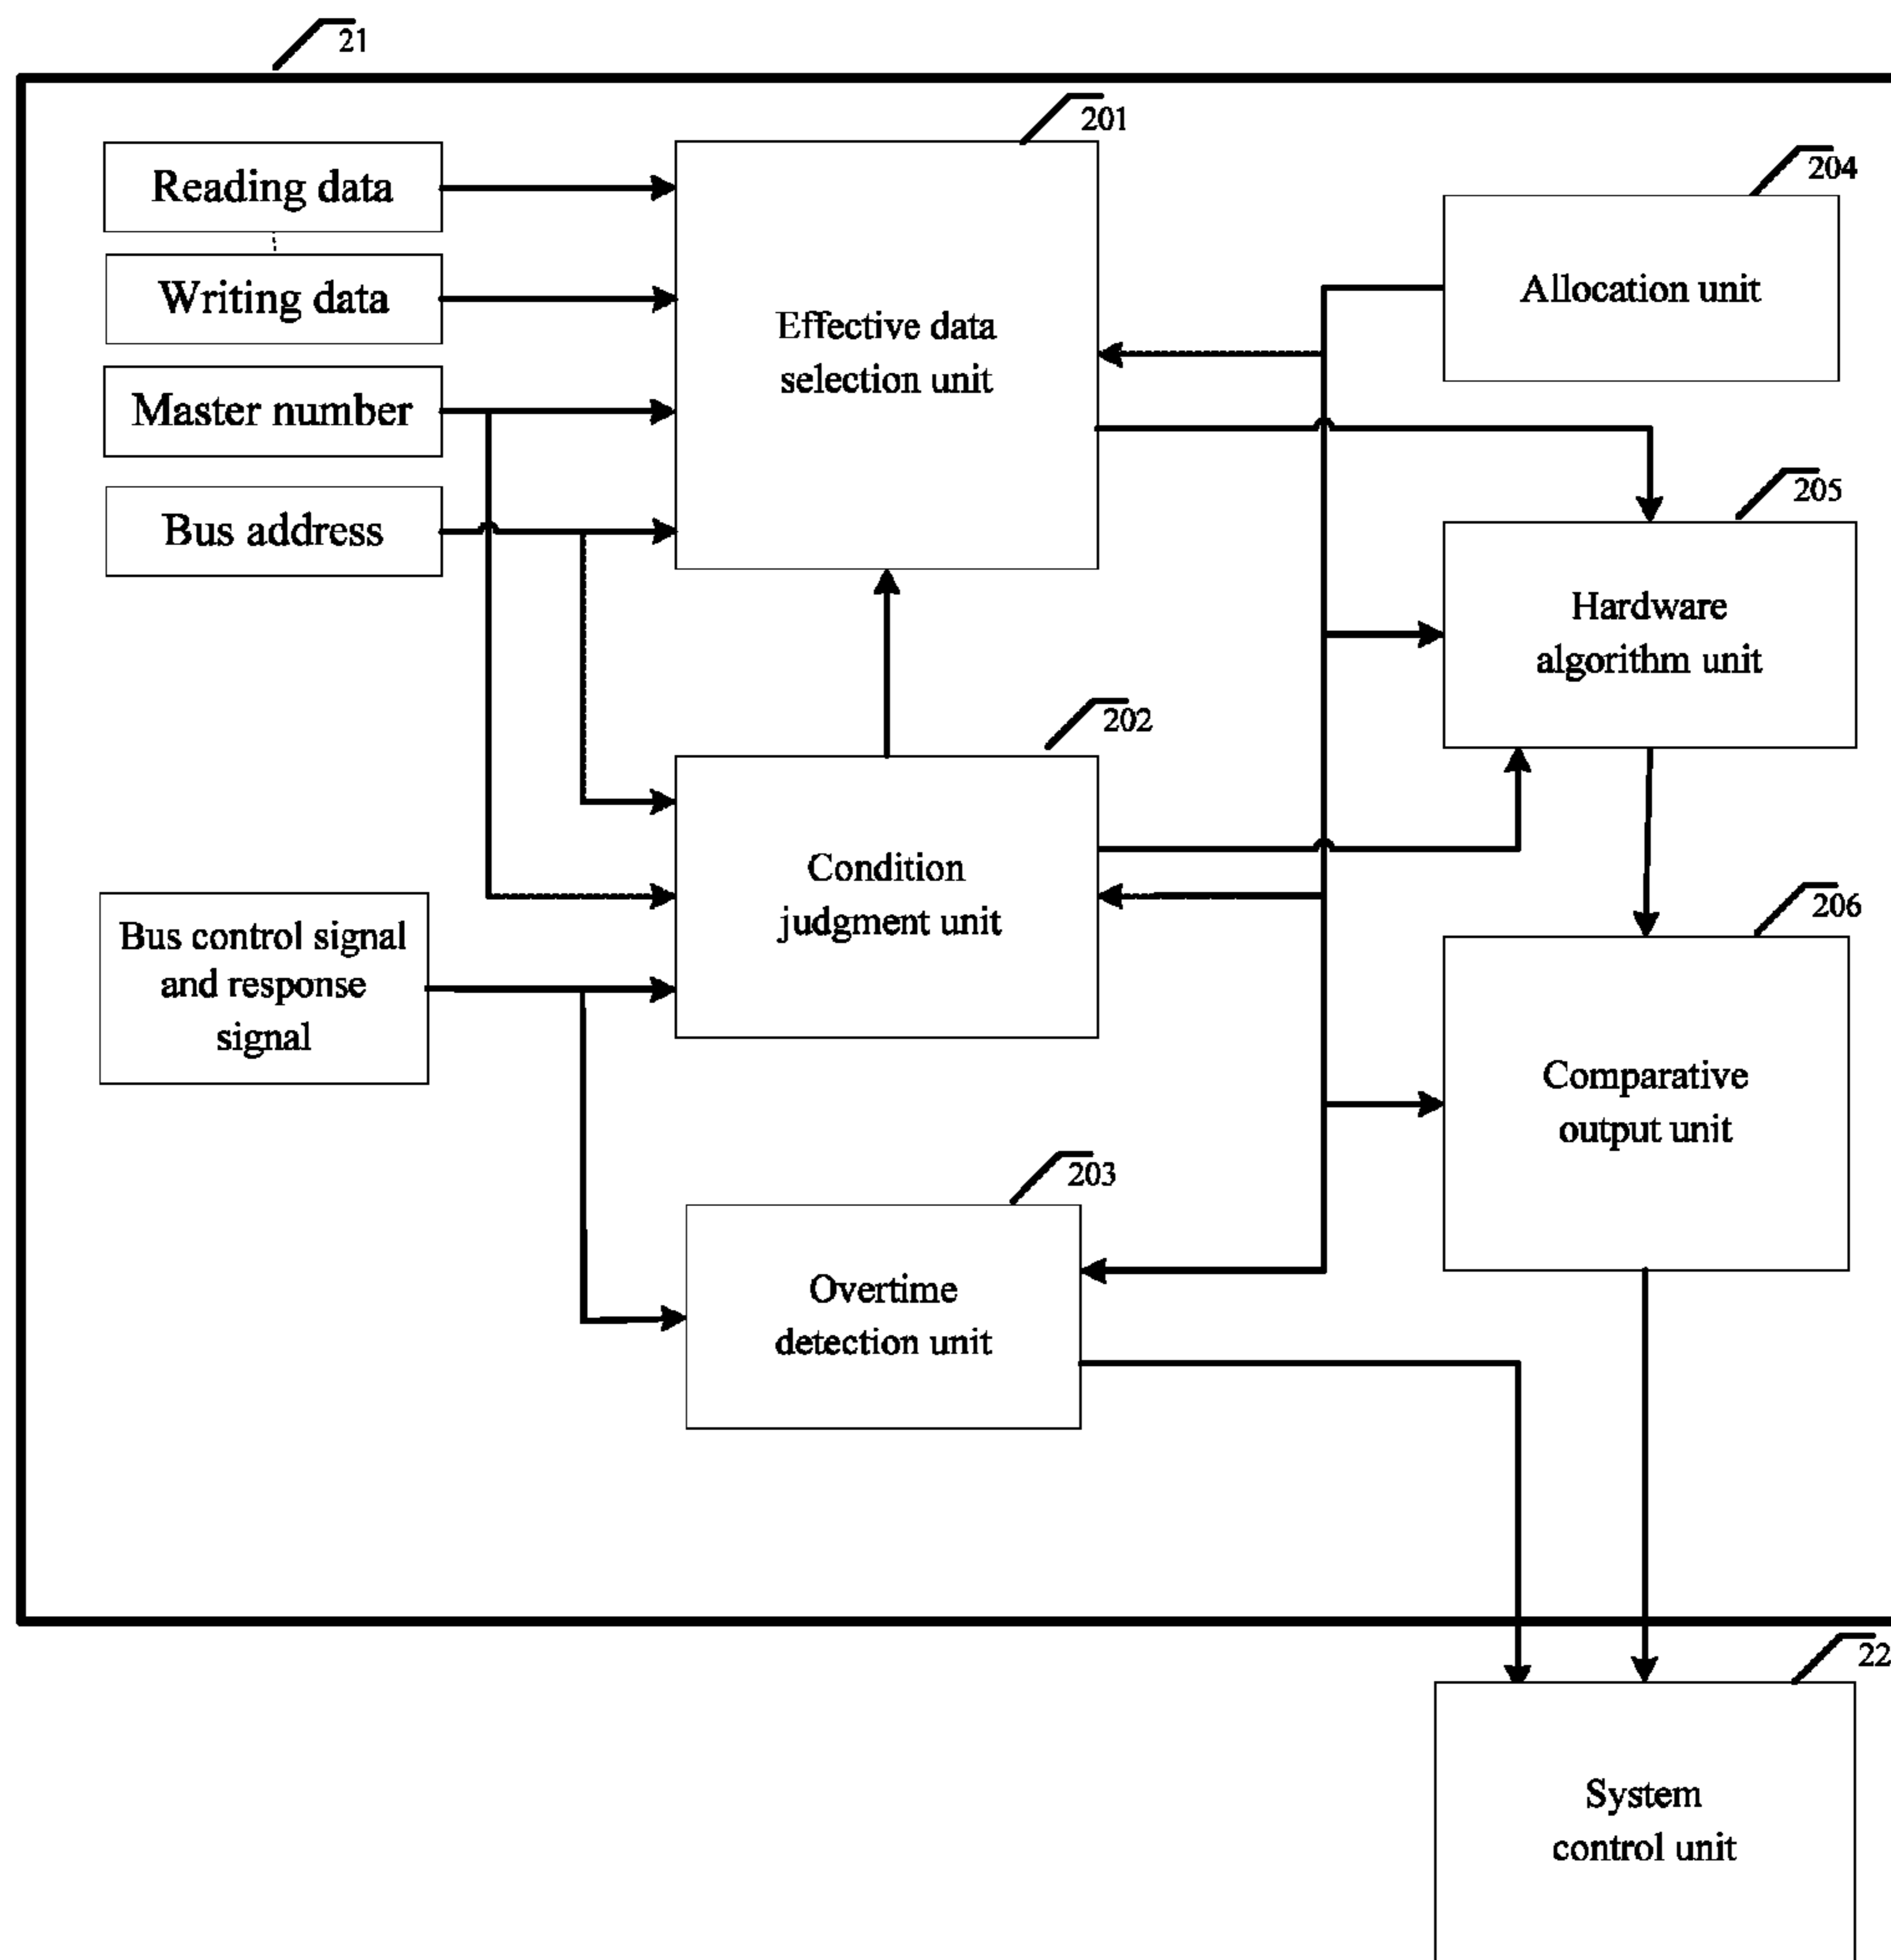 21
201
204
Reading data
Writing data
Master number
Bus address
Effective data
selection unit
Allocation unit
205
Hardware
algorithm unit
202
Condition
judgment unit
Bus control signal
and response
signal
206
Comparative
output unit
203
Overtime
detection unit
22
System
control unit